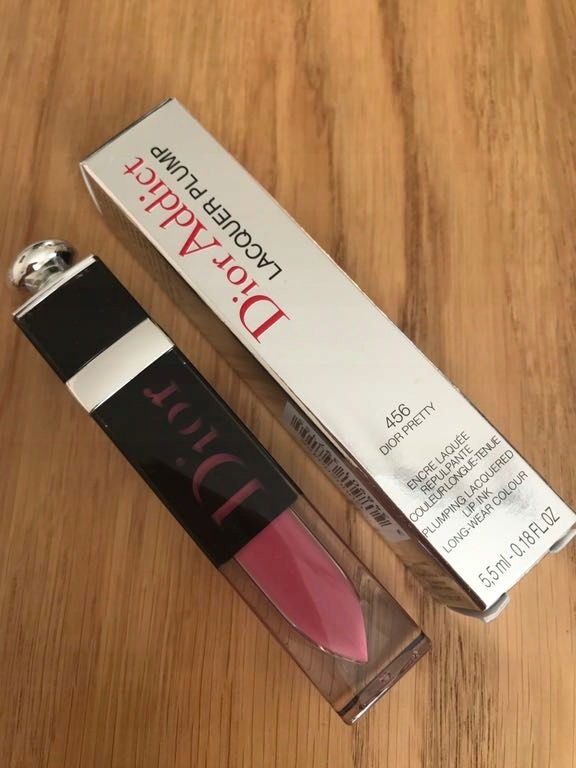 Dior Addict
LACQUER PLUMP
456
DIOR PRETTY
ENCRE LAQUÉE
REPULPANTE
COULEUR LONGUE-TENUE
PLUMPING LACQUERED
LIP INK
LONG-WEAR COLOUR
5,5 ml - 0.18 FL.OZ
Dior